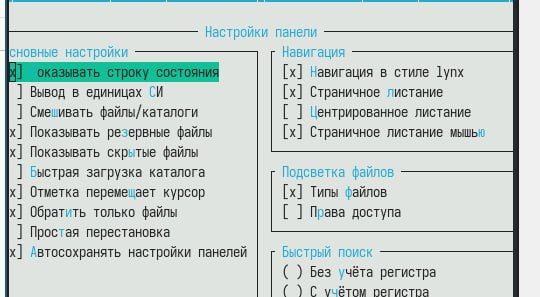 Настройки панели
сновные настройки
x]  оказывать строку состояния
 ] Вывод в единицах СИ
 ] Смешивать файлы/каталоги
x] Показывать резервные файлы
x] Показывать скрытые файлы
 ] Быстрая загрузка каталога
x] Отметка перемещает курсор
x] Обратить только файлы
 ] Простая перестановка
x] Автосохранять настройки панелей
Навигация
[x] Навигация в стиле lynx
[x] Страничное листание
[ ] Центрированное листание
[x] Страничное листание мышью
Подсветка файлов
[x] Типы файлов
[ ] Права доступа
Быстрый поиск
( ) Без учёта регистра
( ) С учётом регистра